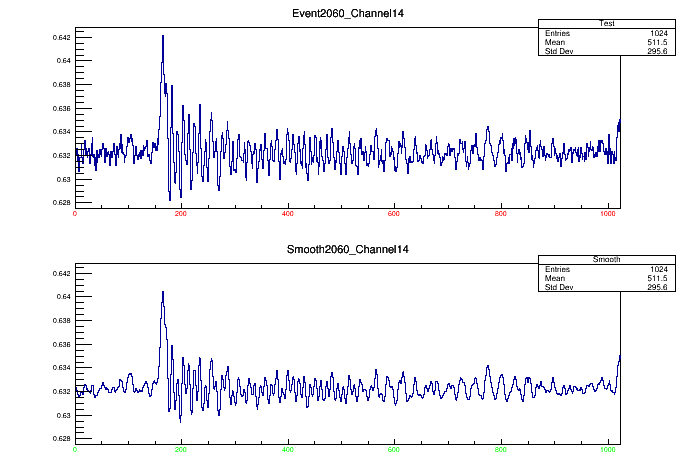 Event2060_Channel14
Test
Entries 1024
Mean 511.5
Std Dev 295.6
0.642
0.64
0.638
0.636
0.634
0.632
0.63
0.628
0 200 400 600 800 1000
Smooth2060_Channel14
Smooth
Entries 1024
Mean 511.5
Std Dev 295.6
0.642
0.64
0.638
0.636
0.634
0.632
0.63
0.628
0 200 400 600 800 1000